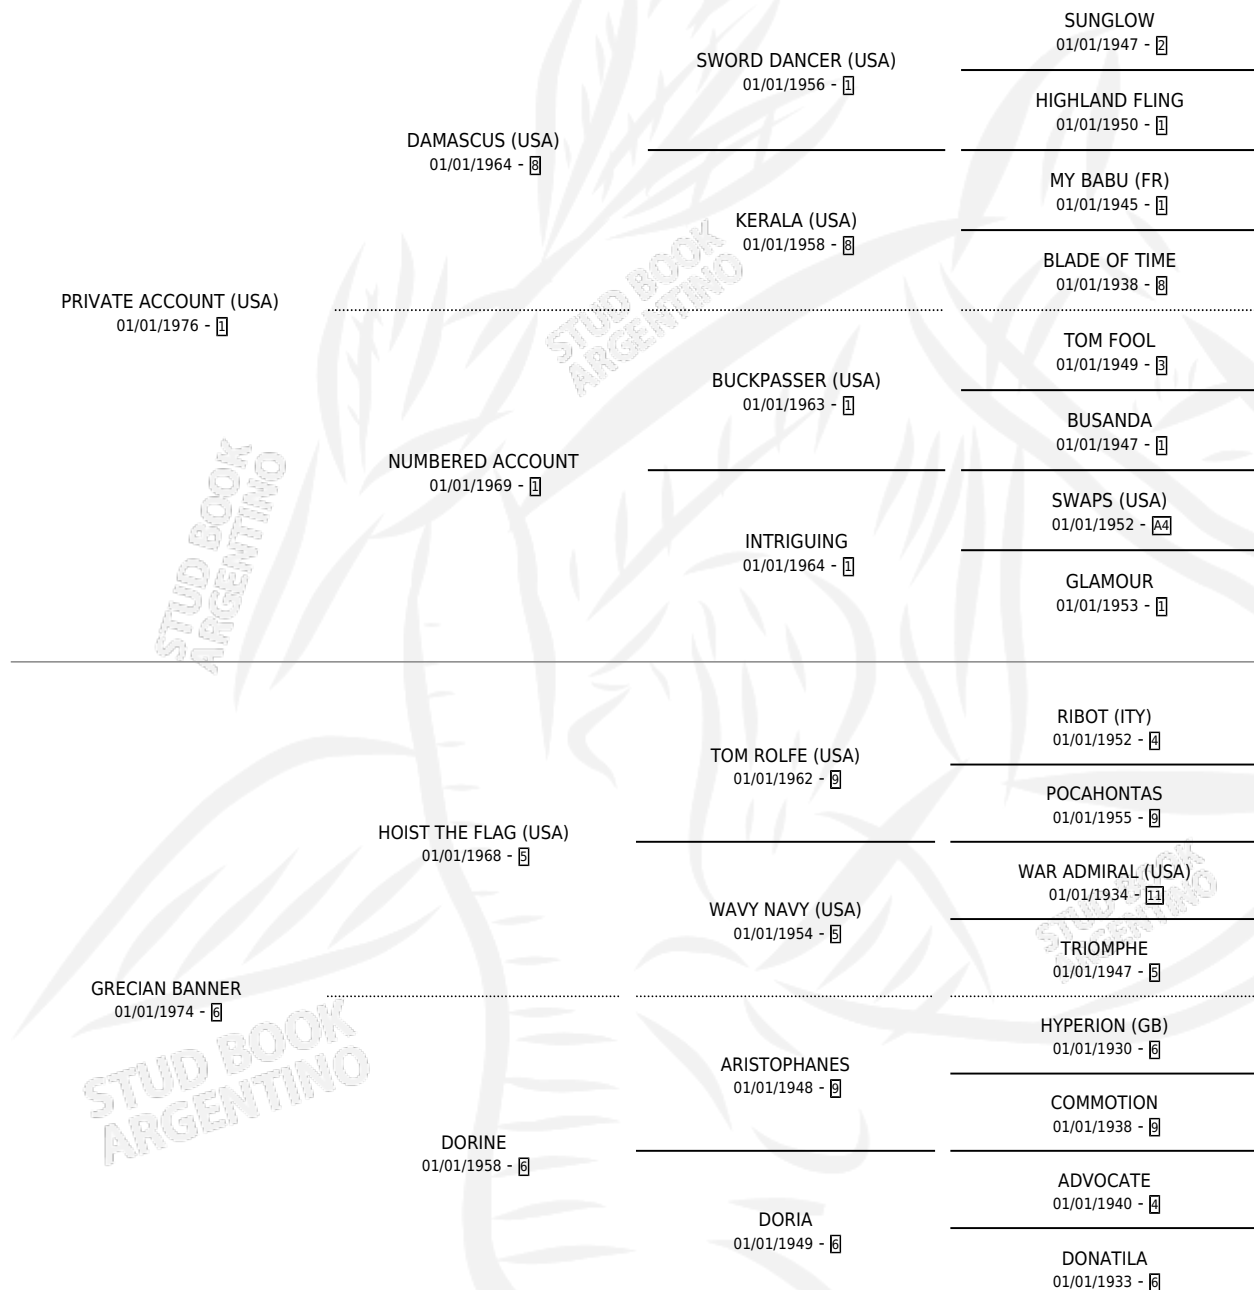 SUNGLOW
01/01/1947 - 2
SWORD DANCER (USA)
01/01/1956 - 1
HIGHLAND FLING
01/01/1950 - 1
DAMASCUS (USA)
01/01/1964 - 8
MY BABU (FR)
01/01/1945 - 1
KERALA (USA)
01/01/1958 - 8
BLADE OF TIME
01/01/1938 - 8
PRIVATE ACCOUNT (USA)
01/01/1976 - 1
TOM FOOL
01/01/1949 - 3
BUCKPASSER (USA)
01/01/1963 - 1
BUSANDA
01/01/1947 - 1
NUMBERED ACCOUNT
01/01/1969 - 1
SWAPS (USA)
01/01/1952 - A4
INTRIGUING
01/01/1964 - 1
GLAMOUR
01/01/1953 - 1
RIBOT (ITY)
01/01/1952 - 4
TOM ROLFE (USA)
01/01/1962 - 9
POCAHONTAS
01/01/1955 - 9
HOIST THE FLAG (USA)
01/01/1968 - 5
WAR ADMIRAL (USA)
01/01/1934 - 11
WAVY NAVY (USA)
01/01/1954 - 5
TRIOMPHE
01/01/1947 - 5
GRECIAN BANNER
01/01/1974 - 6
HYPERION (GB)
01/01/1930 - 6
ARISTOPHANES
01/01/1948 - 9
COMMOTION
01/01/1938 - 9
DORINE
01/01/1958 - 6
ADVOCATE
01/01/1940 - 4
DORIA
01/01/1949 - 6
DONATILA
01/01/1933 - 6
STUD BOOK
ARGENTINO
STUD BOOK
ARGENTINO
STUD BOOK
ARGENTINO
STUD BOOK
ARGENTINO